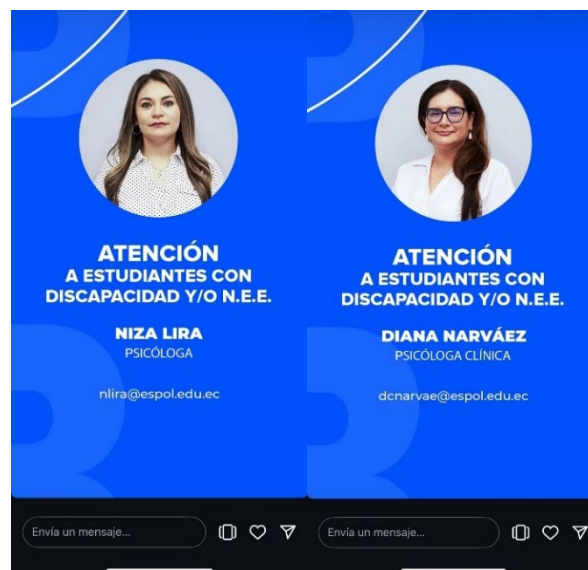 ATENCIÓN
A ESTUDIANTES CON
DISCAPACIDAD Y/O N.E.E.
NIZA LIRA
PSICÓLOGA
nlira@espol.edu.ec
Envía un mensaje...
ATENCIÓN
A ESTUDIANTES CON
DISCAPACIDAD Y/O N.E.E.
DIANA NARVÁEZ
PSICÓLOGA CLÍNICA
dcnarvae@espol.edu.ec
Envía un mensaje...